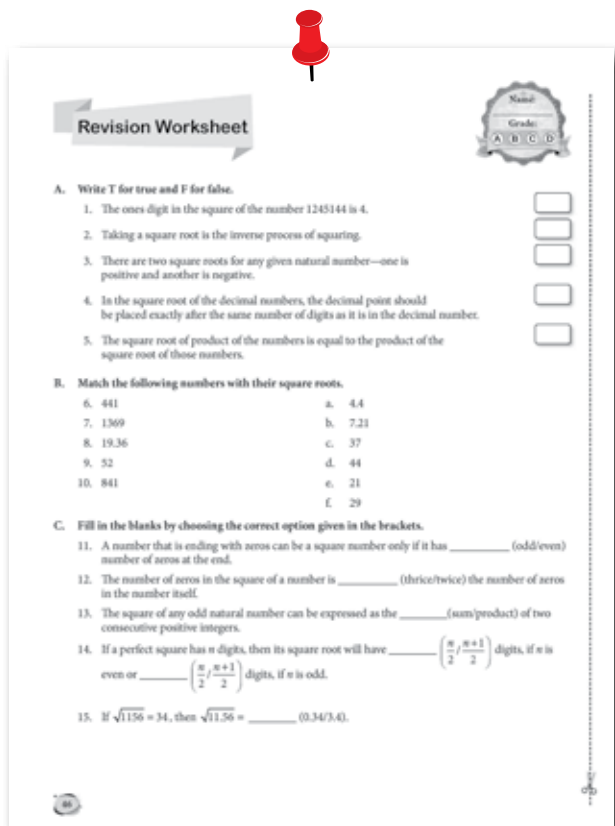 Revision Worksheet
Name:
Grade:
A B C D
A. Write T for true and F for false.
1. The ones digit in the square of the number 1245144 is 4.
2. Taking a square root is the inverse process of squaring.
3. There are two square roots for any given natural number—one is
positive and another is negative.
4. In the square root of the decimal numbers, the decimal point should
be placed exactly after the same number of digits as it is in the decimal number.
5. The square root of product of the numbers is equal to the product of the
square root of those numbers.
B. Match the following numbers with their square roots.
6. 441 a. 4.4
7. 1369 b. 7.21
8. 19.36 c. 37
9. 52 d. 44
10. 841 e. 21
f. 29
C. Fill in the blanks by choosing the correct option given in the brackets.
11. A number that is ending with zeros can be a square number only if it has __________ (odd/even)
number of zeros at the end.
12. The number of zeros in the square of a number is __________ (thrice/twice) the number of zeros
in the number itself.
13. The square of any odd natural number can be expressed as the ________(sum/product) of two
consecutive positive integers.
14. If a perfect square has n digits, then its square root will have ________ (n/2 / n+1/2) digits, if n is
even or ________ (n/2 / n+1/2) digits, if n is odd.
15. If √1156 = 34, then √11.56 = ________ (0.34/3.4).
86